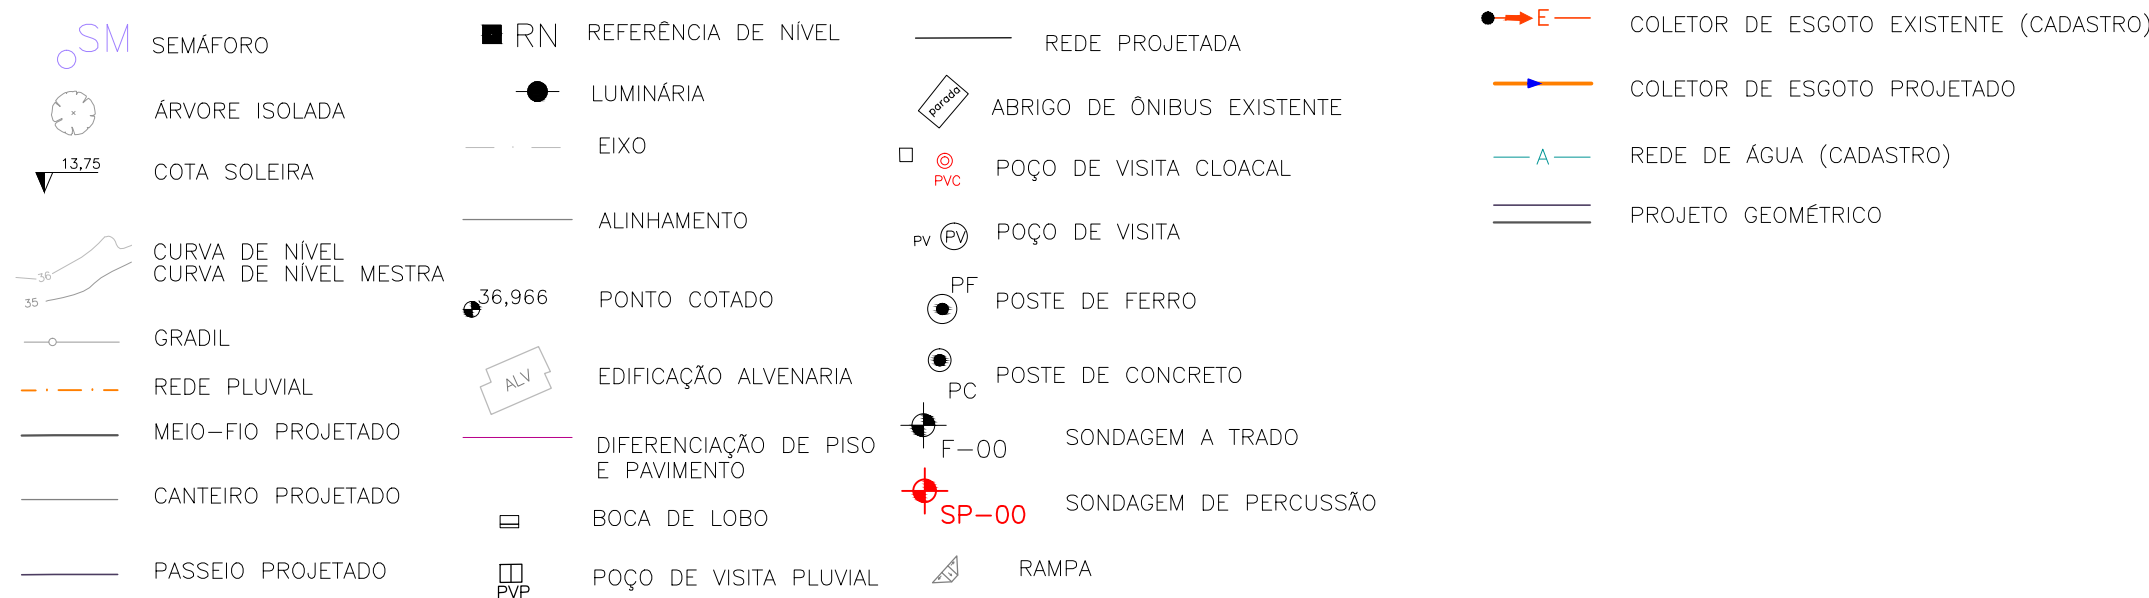 SM SEMÁFORO
ÁRVORE ISOLADA
13,75 COTA SOLEIRA
36 CURVA DE NÍVEL
35 CURVA DE NÍVEL MESTRA
GRADIL
REDE PLUVIAL
MEIO-FIO PROJETADO
CANTEIRO PROJETADO
PASSEIO PROJETADO
RN REFERÊNCIA DE NÍVEL
LUMINÁRIA
EIXO
ALINHAMENTO
36,966 PONTO COTADO
ALV EDIFICAÇÃO ALVENARIA
DIFERENCIAÇÃO DE PISO
E PAVIMENTO
BOCA DE LOBO
PVP POÇO DE VISITA PLUVIAL
REDE PROJETADA
parada ABRIGO DE ÔNIBUS EXISTENTE
PVC POÇO DE VISITA CLOACAL
PV PV POÇO DE VISITA
PF POSTE DE FERRO
PC POSTE DE CONCRETO
F-00 SONDAGEM A TRADO
SP-00 SONDAGEM DE PERCUSSÃO
RAMPA
E COLETOR DE ESGOTO EXISTENTE (CADASTRO)
COLETOR DE ESGOTO PROJETADO
A REDE DE ÁGUA (CADASTRO)
PROJETO GEOMÉTRICO